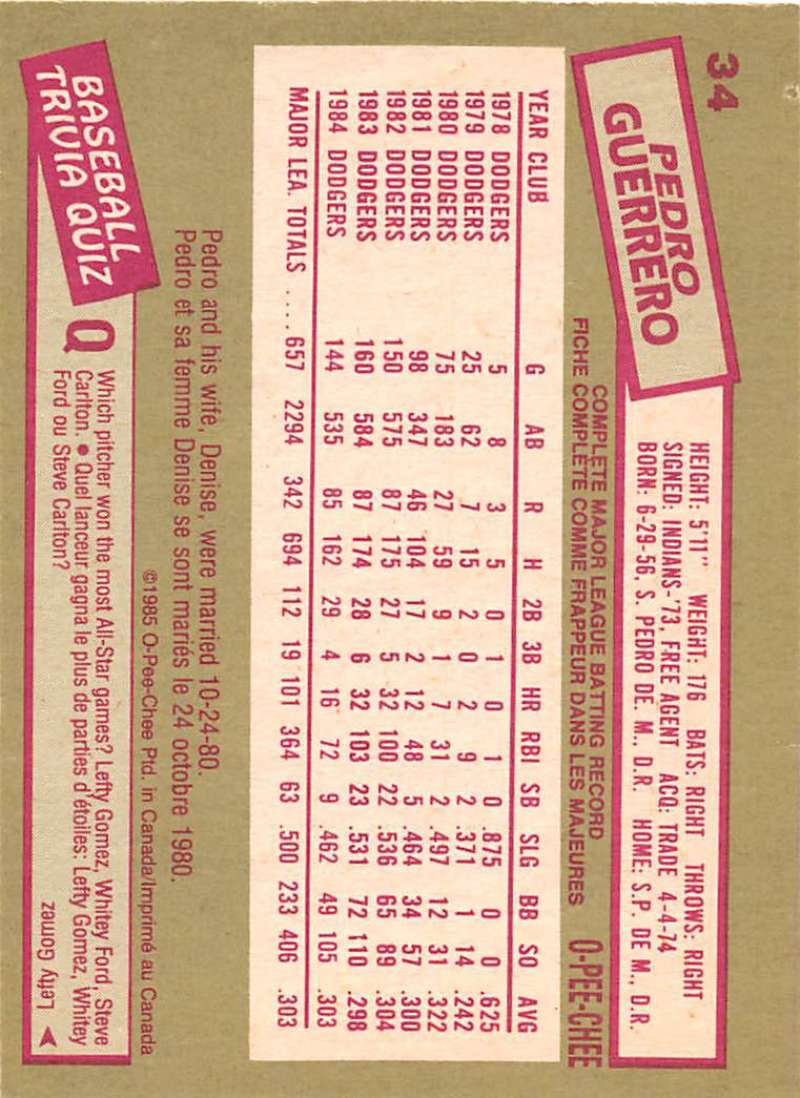 34
PEDRO
GUERRERO
HEIGHT: 5'11" WEIGHT: 176 BATS: RIGHT THROWS: RIGHT
SIGNED: INDIANS-'73, FREE AGENT ACQ: TRADE 4-4-74
BORN: 6-29-56, S. PEDRO DE. M., D.R. HOME: S.P. DE M., D.R.
COMPLETE MAJOR LEAGUE BATTING RECORD
FICHE COMPLÈTE COMME FRAPPEUR DANS LES MAJEURES
O-PEE-CHEE
YEAR CLUB G AB R H 2B 3B HR RBI SB SLG BB SO AVG
1978 DODGERS 5 8 3 5 0 1 0 1 0 .875 0 0 .625
1979 DODGERS 25 62 7 15 2 0 2 9 2 .371 1 14 .242
1980 DODGERS 75 183 27 59 9 1 7 31 2 .497 12 31 .322
1981 DODGERS 98 347 46 104 17 2 12 48 5 .464 34 57 .300
1982 DODGERS 150 575 87 175 27 5 32 100 22 .536 65 89 .304
1983 DODGERS 160 584 87 174 28 6 32 103 23 .531 72 110 .298
1984 DODGERS 144 535 85 162 29 4 16 72 9 .462 49 105 .303
MAJOR LEA. TOTALS .... 657 2294 342 694 112 19 101 364 63 .500 233 406 .303
Pedro and his wife, Denise, were married 10-24-80.
Pedro et sa femme Denise se sont mariés le 24 octobre 1980.
©1985 O-Pee-Chee Ptd. in Canada/Imprimé au Canada
BASEBALL
TRIVIA QUIZ
Q Which pitcher won the most All-Star games? Lefty Gomez, Whitey Ford, Steve
Carlton. • Quel lanceur gagna le plus de parties d'étoiles: Lefty Gomez, Whitey
Ford ou Steve Carlton?
Lefty Gomez